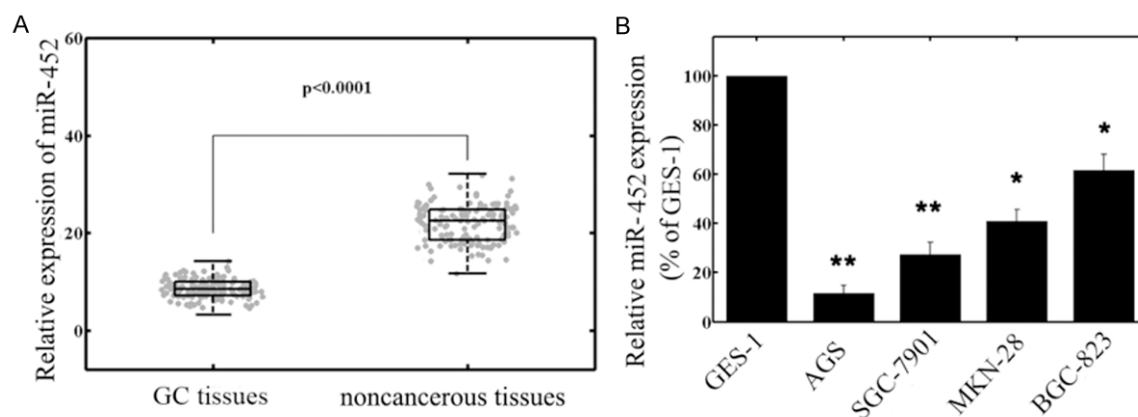 A
Relative expression of miR-452
60
40
20
0
p<0.0001
GC tissues
noncancerous tissues
B
Relative miR-452 expression
(% of GES-1)
100
80
60
40
20
0
**
**
*
*
GES-1
AGS
SGC-7901
MKN-28
BGC-823